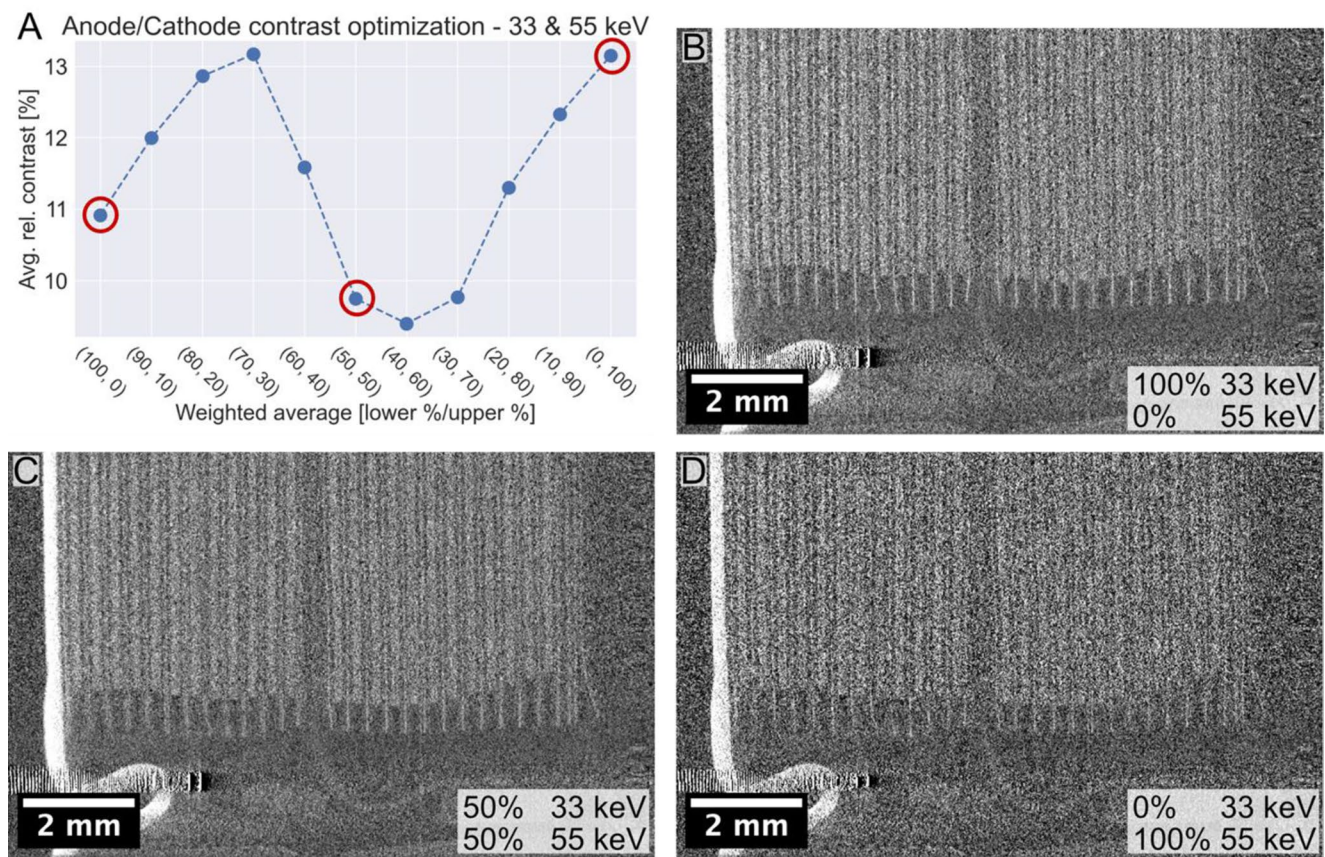 A
Anode/Cathode contrast optimization - 33 & 55 keV
Avg. rel. contrast [%]
13
12
11
10
(100, 0)
(90, 10)
(80, 20)
(70, 30)
(60, 40)
(50, 50)
(40, 60)
(30, 70)
(20, 80)
(10, 90)
(0, 100)
Weighted average [lower %/upper %]
B
2 mm
100% 33 keV
0% 55 keV
C
2 mm
50% 33 keV
50% 55 keV
D
2 mm
0% 33 keV
100% 55 keV